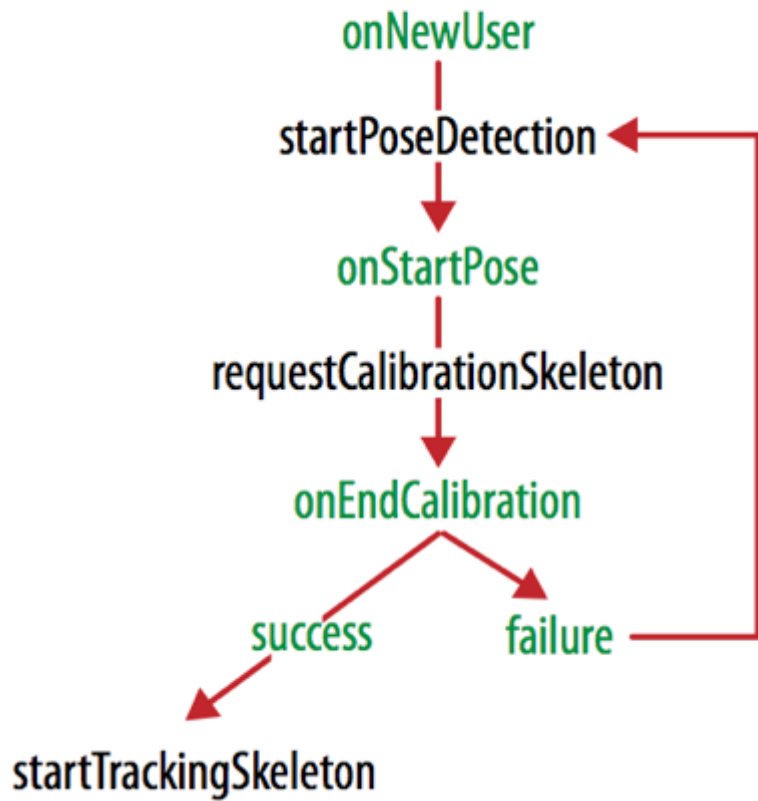 onNewUser
startPoseDetection
onStartPose
requestCalibrationSkeleton
onEndCalibration
success
failure
startTrackingSkeleton